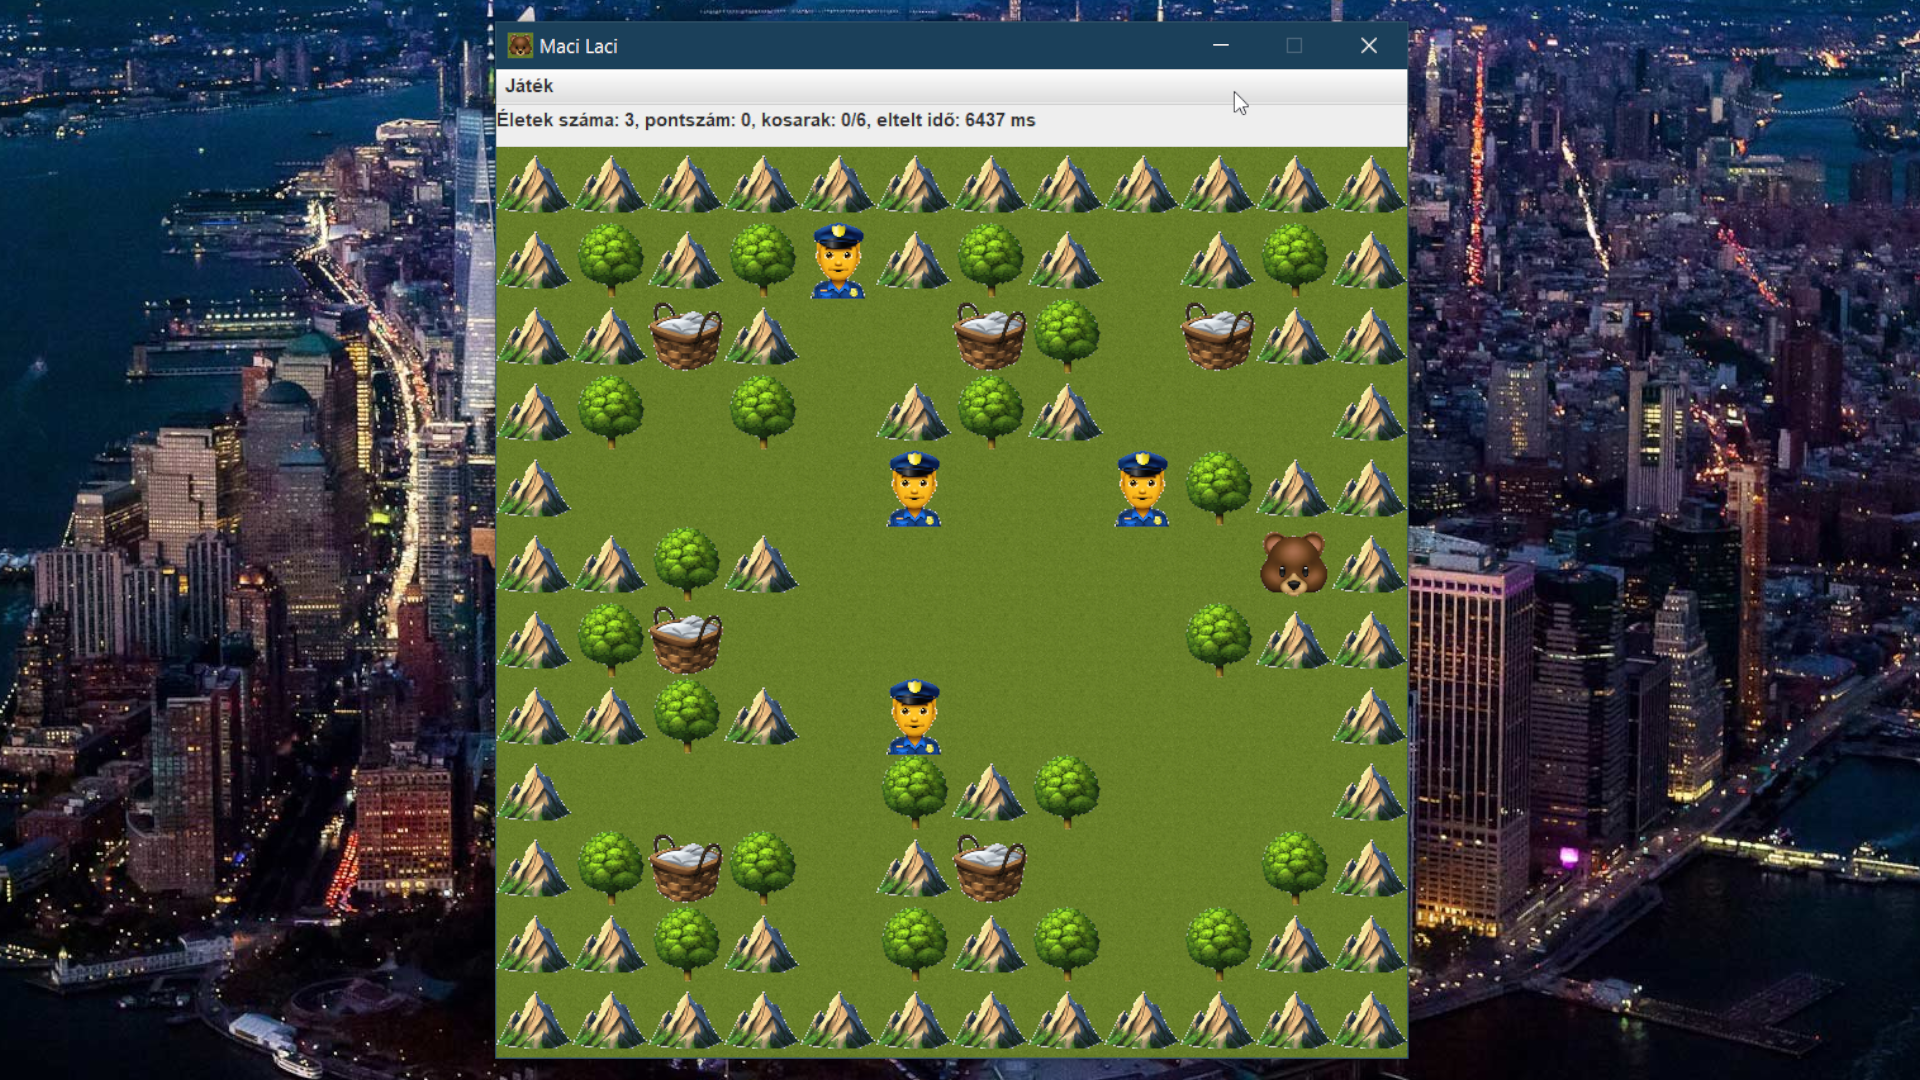 Maci Laci
Játék
Életek száma: 3, pontszám: 0, kosarak: 0/6, eltelt idő: 6437 ms